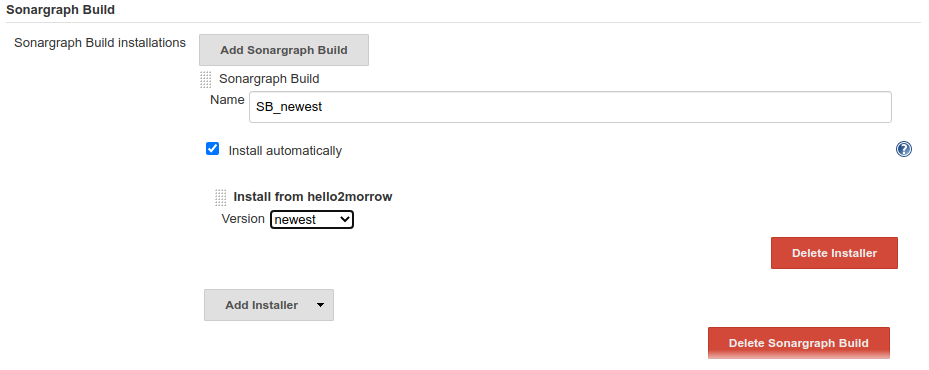 Sonargraph Build
Sonargraph Build installations
Add Sonargraph Build
Sonargraph Build
Name
SB_newest
Install automatically
?
Install from hello2morrow
Version newest
Delete Installer
Add Installer
Delete Sonargraph Build